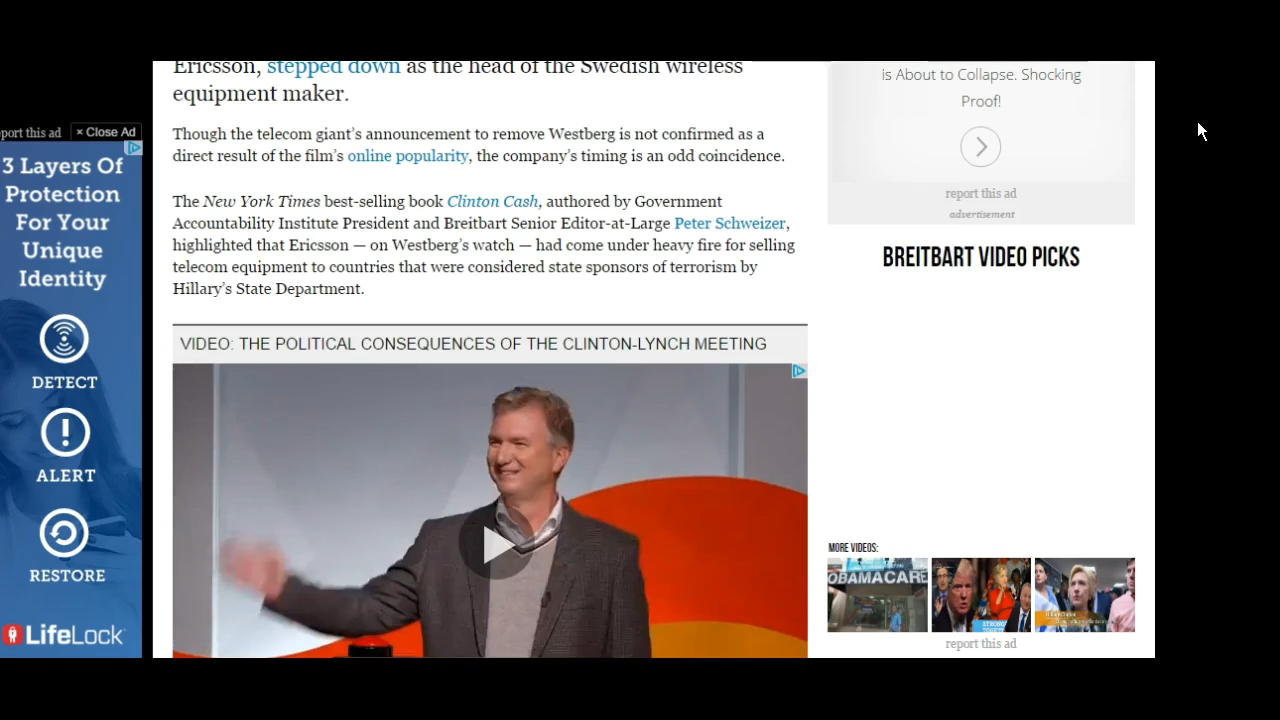 Ericsson, stepped down as the head of the Swedish wireless
equipment maker.
Though the telecom giant's announcement to remove Westberg is not confirmed as a
direct result of the film's online popularity, the company's timing is an odd coincidence.
The New York Times best-selling book Clinton Cash, authored by Government
Accountability Institute President and Breitbart Senior Editor-at-Large Peter Schweizer,
highlighted that Ericsson — on Westberg's watch — had come under heavy fire for selling
telecom equipment to countries that were considered state sponsors of terrorism by
Hillary's State Department.
VIDEO: THE POLITICAL CONSEQUENCES OF THE CLINTON-LYNCH MEETING
port this ad
× Close Ad
3 Layers Of
Protection
For Your
Unique
Identity
DETECT
ALERT
RESTORE
LifeLock
is About to Collapse. Shocking
Proof!
report this ad
advertisement
BREITBART VIDEO PICKS
MORE VIDEOS:
OBAMACARE
report this ad